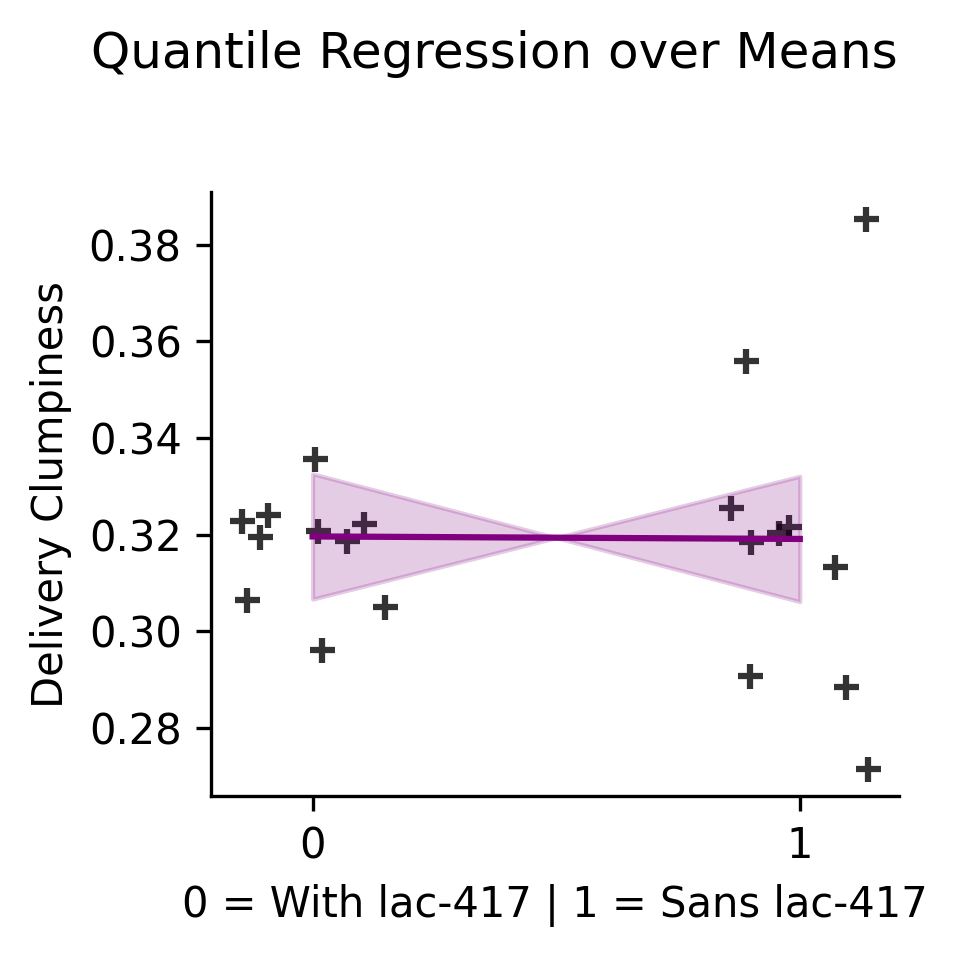 Quantile Regression over Means
Delivery Clumpiness
0.38
0.36
0.34
0.32
0.30
0.28
0 1
0 = With lac-417 | 1 = Sans lac-417